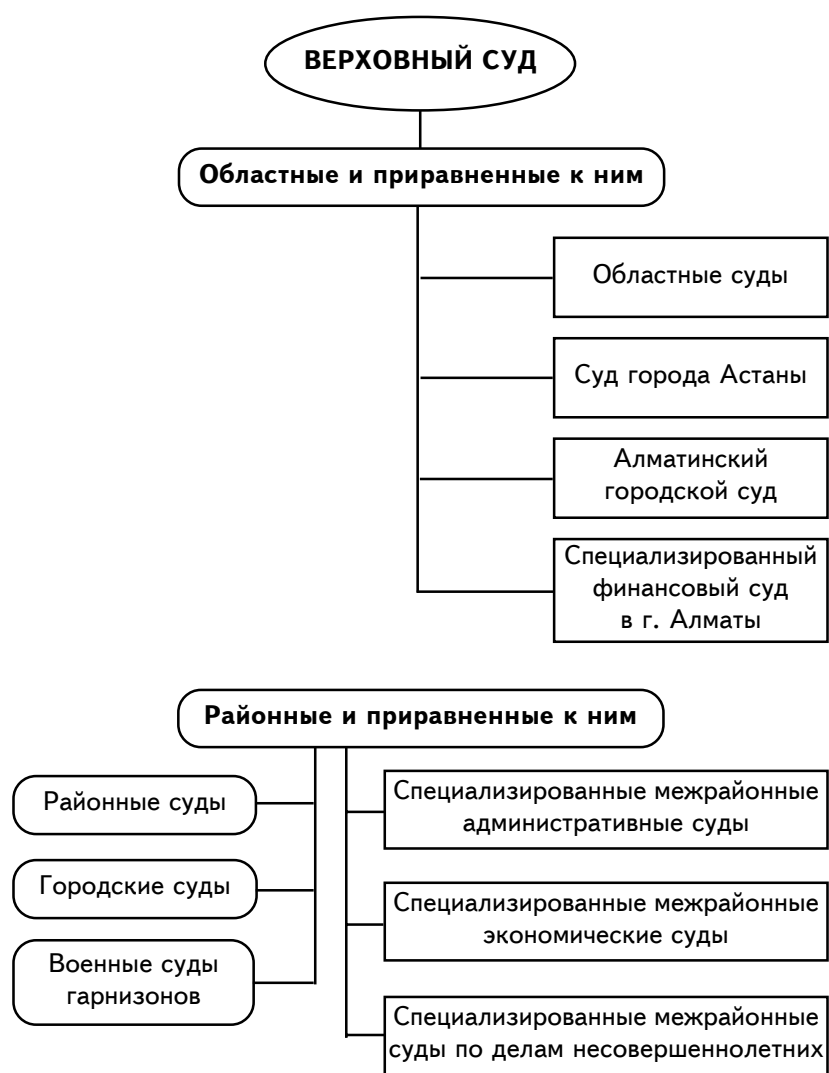 ВЕРХОВНЫЙ СУД
Областные и приравненные к ним
Областные суды
Суд города Астаны
Алматинский
городской суд
Специализированный
финансовый суд
в г. Алматы
Районные и приравненные к ним
Районные суды
Городские суды
Военные суды
гарнизонов
Специализированные межрайонные
административные суды
Специализированные межрайонные
экономические суды
Специализированные межрайонные
суды по делам несовершеннолетних